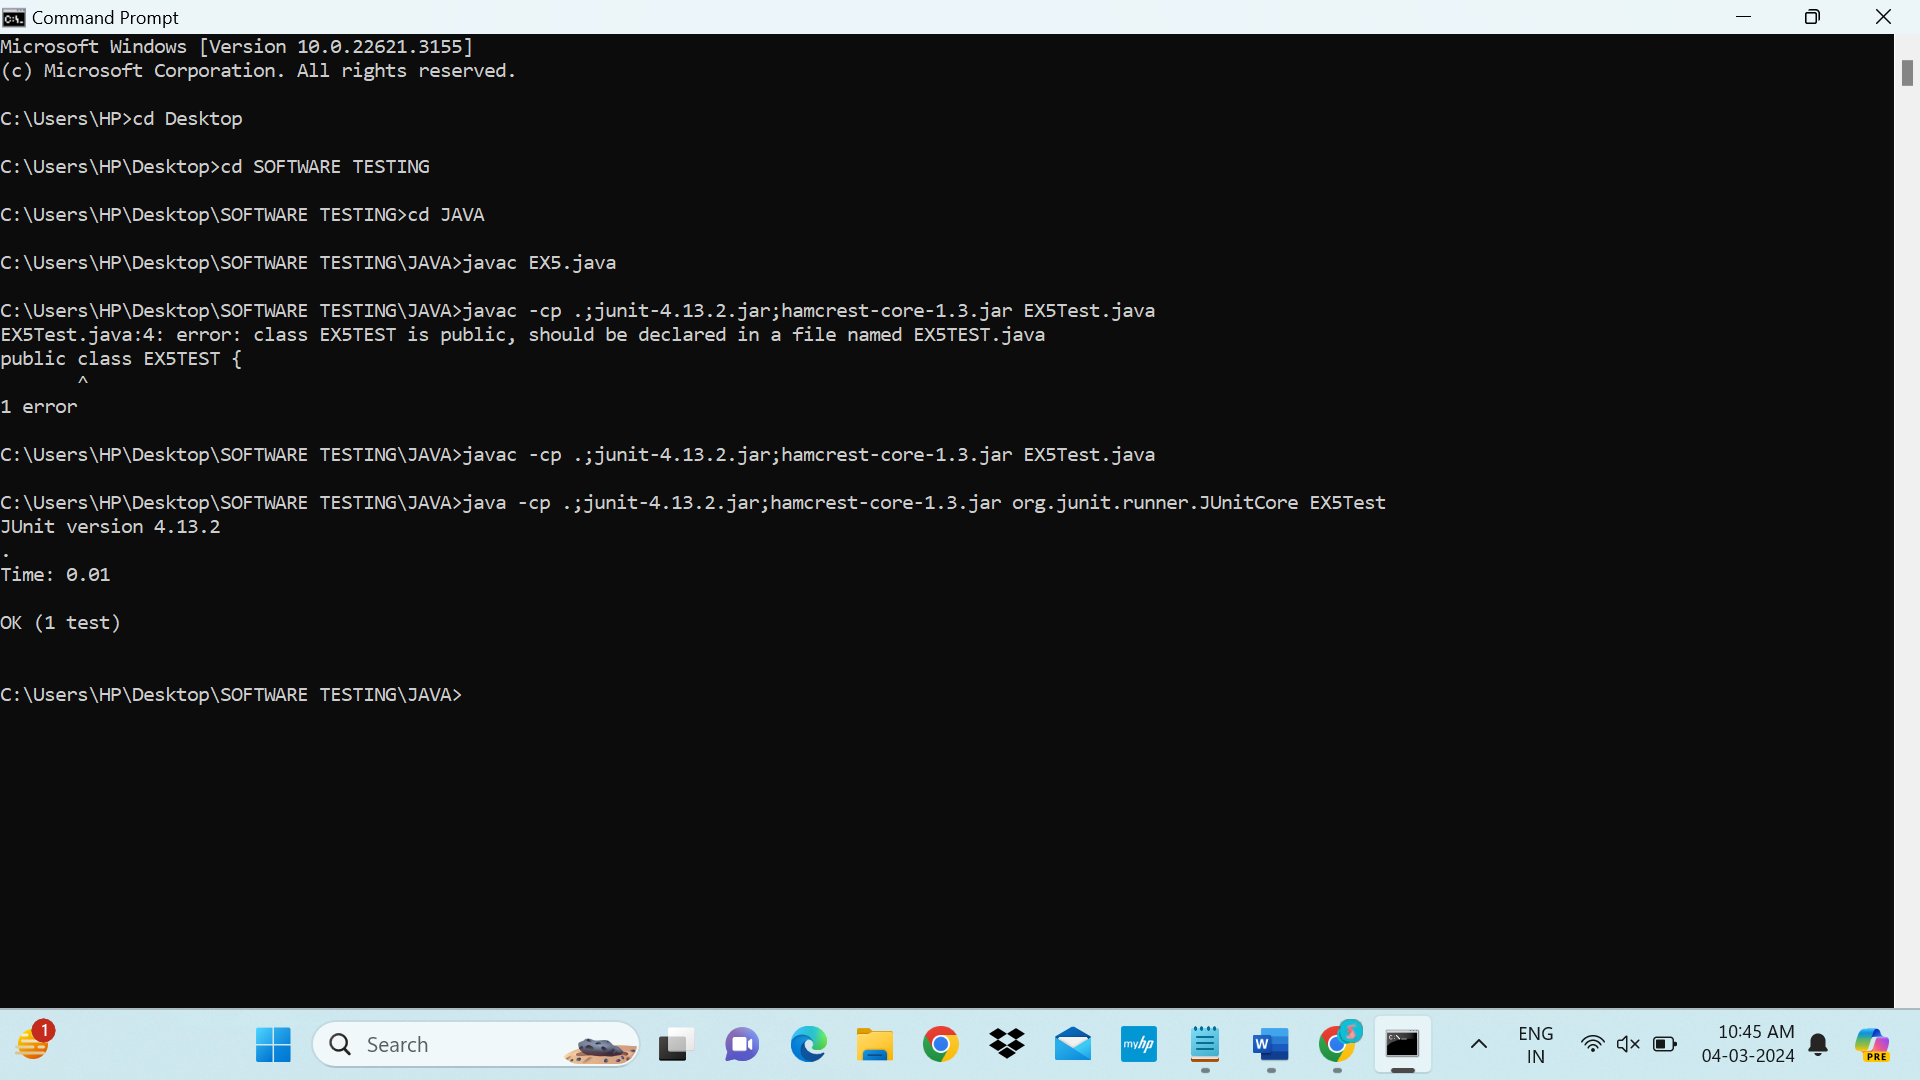 Command Prompt
Microsoft Windows [Version 10.0.22621.3155]
(c) Microsoft Corporation. All rights reserved.
C:\Users\HP>cd Desktop
C:\Users\HP\Desktop>cd SOFTWARE TESTING
C:\Users\HP\Desktop\SOFTWARE TESTING>cd JAVA
C:\Users\HP\Desktop\SOFTWARE TESTING\JAVA>javac EX5.java
C:\Users\HP\Desktop\SOFTWARE TESTING\JAVA>javac -cp .;junit-4.13.2.jar;hamcrest-core-1.3.jar EX5Test.java
EX5Test.java:4: error: class EX5TEST is public, should be declared in a file named EX5TEST.java
public class EX5TEST {
       ^
1 error
C:\Users\HP\Desktop\SOFTWARE TESTING\JAVA>javac -cp .;junit-4.13.2.jar;hamcrest-core-1.3.jar EX5Test.java
C:\Users\HP\Desktop\SOFTWARE TESTING\JAVA>java -cp .;junit-4.13.2.jar;hamcrest-core-1.3.jar org.junit.runner.JUnitCore EX5Test
JUnit version 4.13.2
.
Time: 0.01
OK (1 test)
C:\Users\HP\Desktop\SOFTWARE TESTING\JAVA>
1
Search
myhp
W
ENG
IN
10:45 AM
04-03-2024
PRE